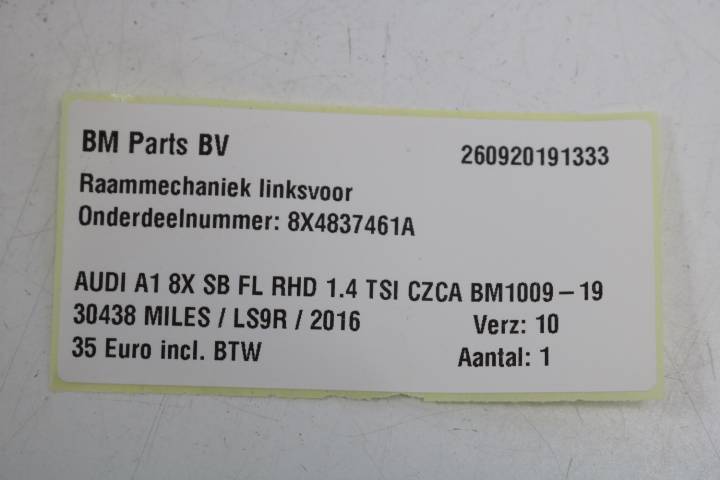 BM Parts BV 260920191333
Raammechaniek linksvoor
Onderdeelnummer: 8X4837461A
AUDI A1 8X SB FL RHD 1.4 TSI CZCA BM1009-19
30438 MILES / LS9R / 2016 Verz: 10
35 Euro incl. BTW Aantal: 1